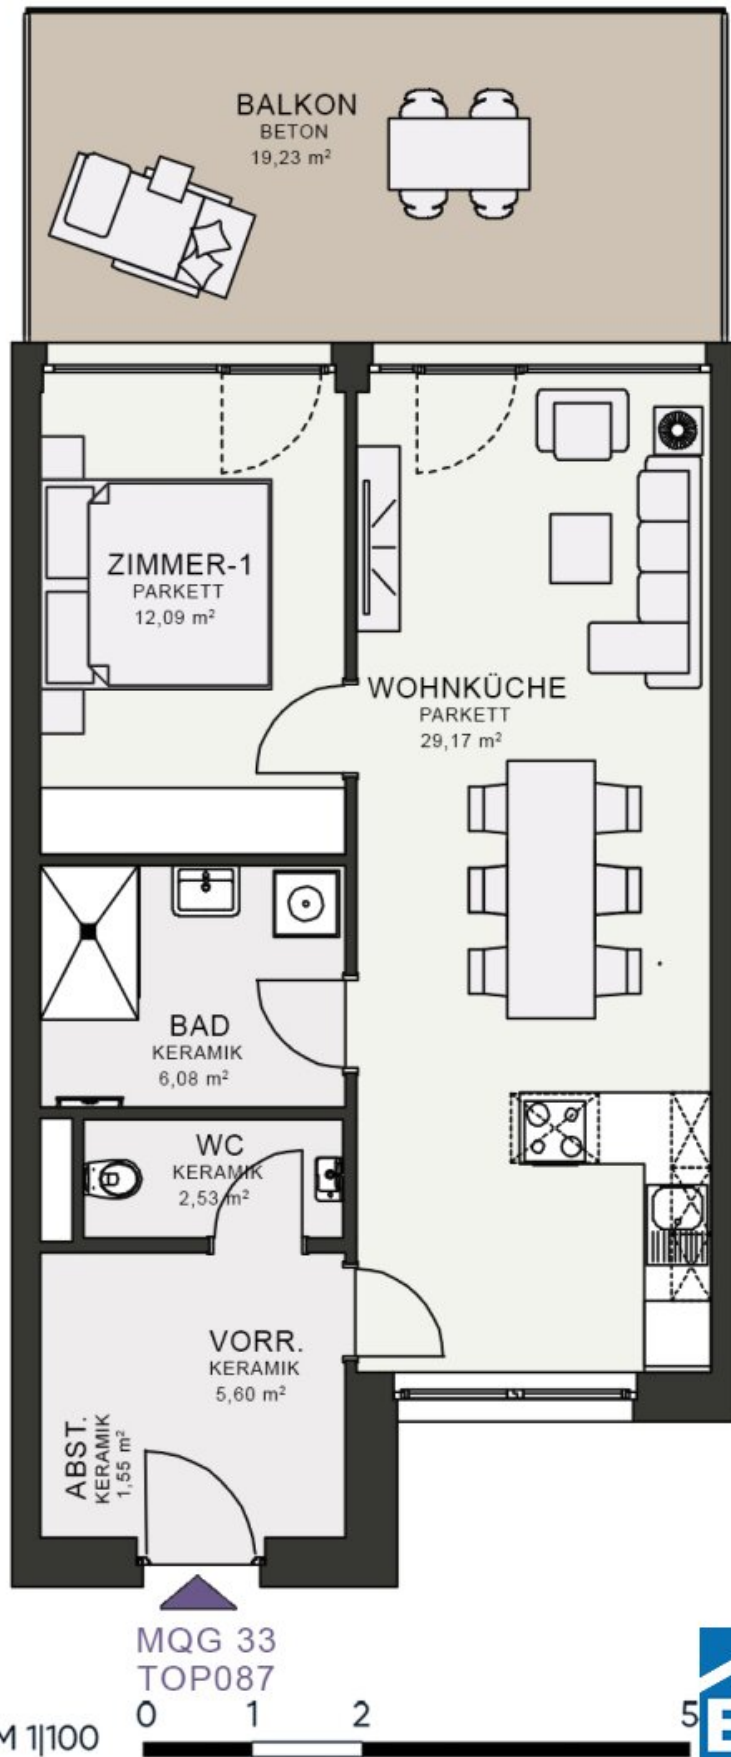 BALKON
BETON
19,23 m²
ZIMMER-1
PARKETT
12,09 m²
WOHNKÜCHE
PARKETT
29,17 m²
BAD
KERAMIK
6,08 m²
WC
KERAMIK
2,53 m²
VORR.
KERAMIK
5,60 m²
ABST.
KERAMIK
1,55 m²
MQG 33
TOP087
M 1|100
0 1 2 5